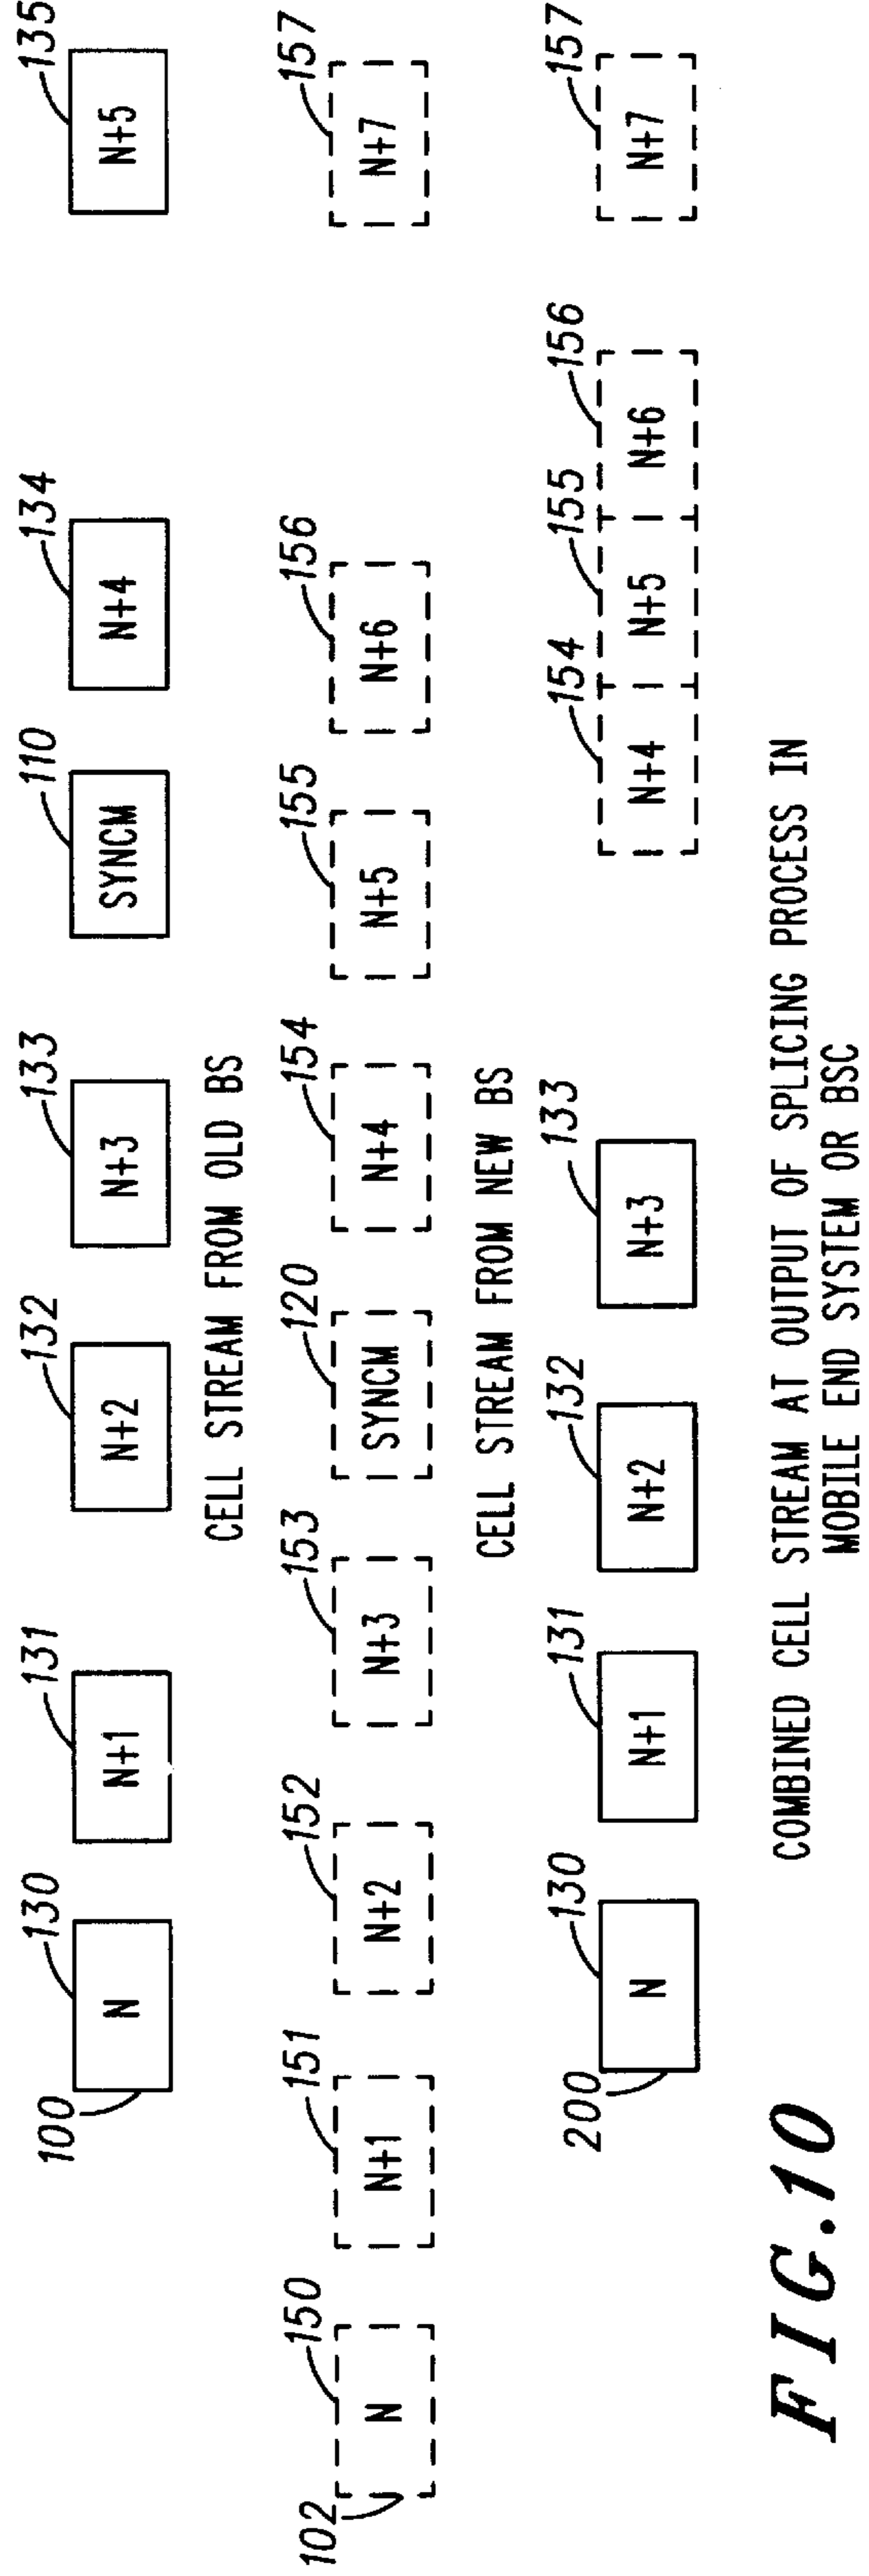 130 131 132 133 110 134 135
100 N N+1 N+2 N+3 SYNCM N+4 N+5
CELL STREAM FROM OLD BS
150 151 152 153 120 154 155 156 157
102 N N+1 N+2 N+3 SYNCM N+4 N+5 N+6 N+7
CELL STREAM FROM NEW BS
130 131 132 133 154 155 156 157
200 N N+1 N+2 N+3 N+4 N+5 N+6 N+7
COMBINED CELL STREAM AT OUTPUT OF SPLICING PROCESS IN
MOBILE END SYSTEM OR BSC
FIG.10